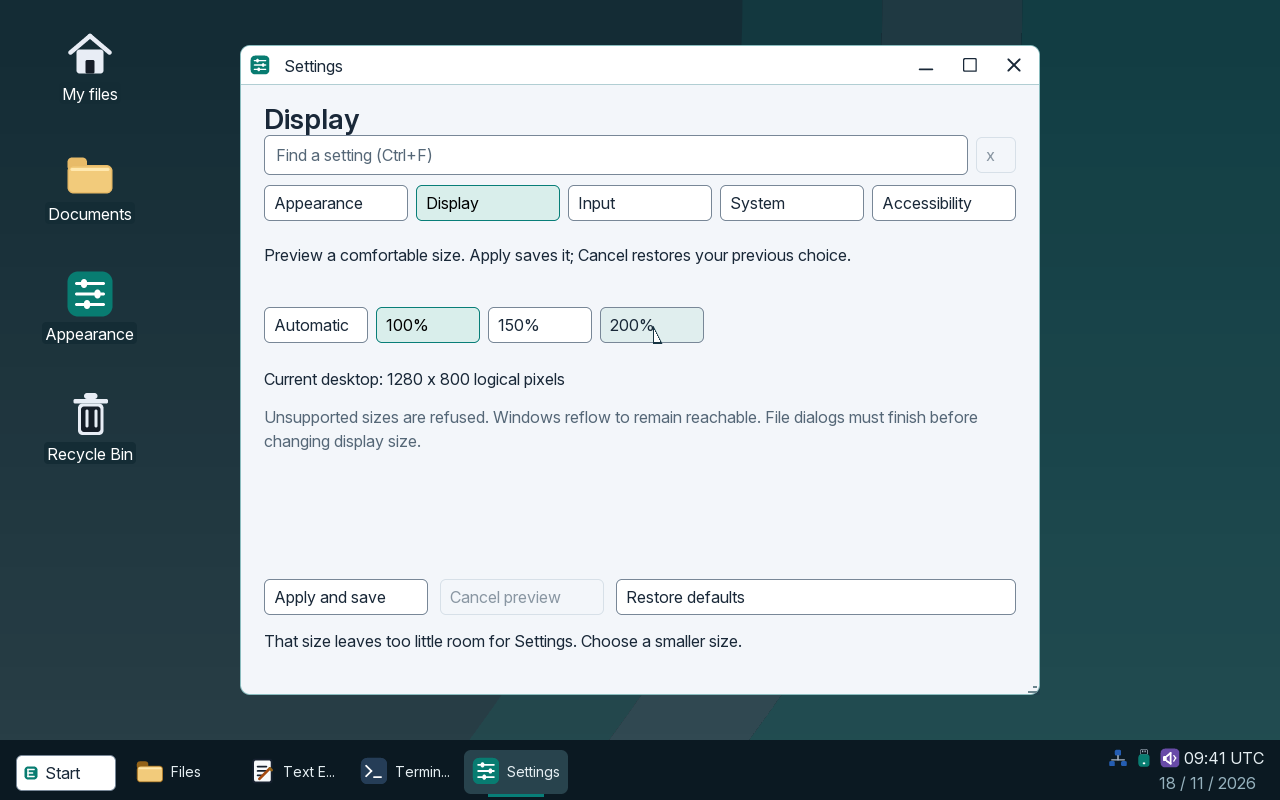 My files
Documents
Appearance
Recycle Bin
Settings
Display
Find a setting (Ctrl+F)
x
Appearance
Display
Input
System
Accessibility
Preview a comfortable size. Apply saves it; Cancel restores your previous choice.
Automatic
100%
150%
200%
Current desktop: 1280 x 800 logical pixels
Unsupported sizes are refused. Windows reflow to remain reachable. File dialogs must finish before
changing display size.
Apply and save
Cancel preview
Restore defaults
That size leaves too little room for Settings. Choose a smaller size.
Start
Files
Text E...
Termin...
Settings
09:41 UTC
18 / 11 / 2026